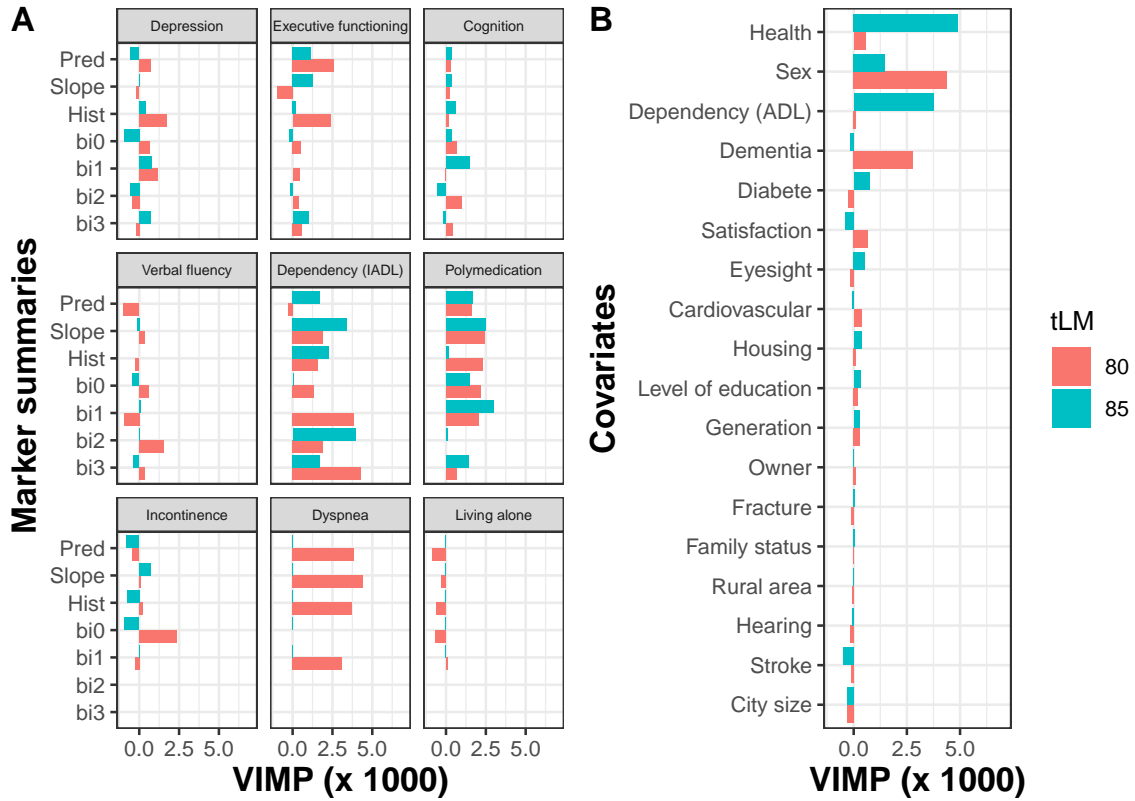 A
Depression
Executive functioning
Cognition
Pred
Slope
Hist
bi0
bi1
bi2
bi3
Verbal fluency
Dependency (IADL)
Polymedication
Pred
Slope
Hist
bi0
bi1
bi2
bi3
Incontinence
Dyspnea
Living alone
Pred
Slope
Hist
bi0
bi1
bi2
bi3
0.0 2.5 5.0
0.0 2.5 5.0
0.0 2.5 5.0
VIMP (x 1000)
Marker summaries
B
Health
Sex
Dependency (ADL)
Dementia
Diabete
Satisfaction
Eyesight
Cardiovascular
Housing
Level of education
Generation
Owner
Fracture
Family status
Rural area
Hearing
Stroke
City size
0.0 2.5 5.0
VIMP (x 1000)
Covariates
tLM
80
85